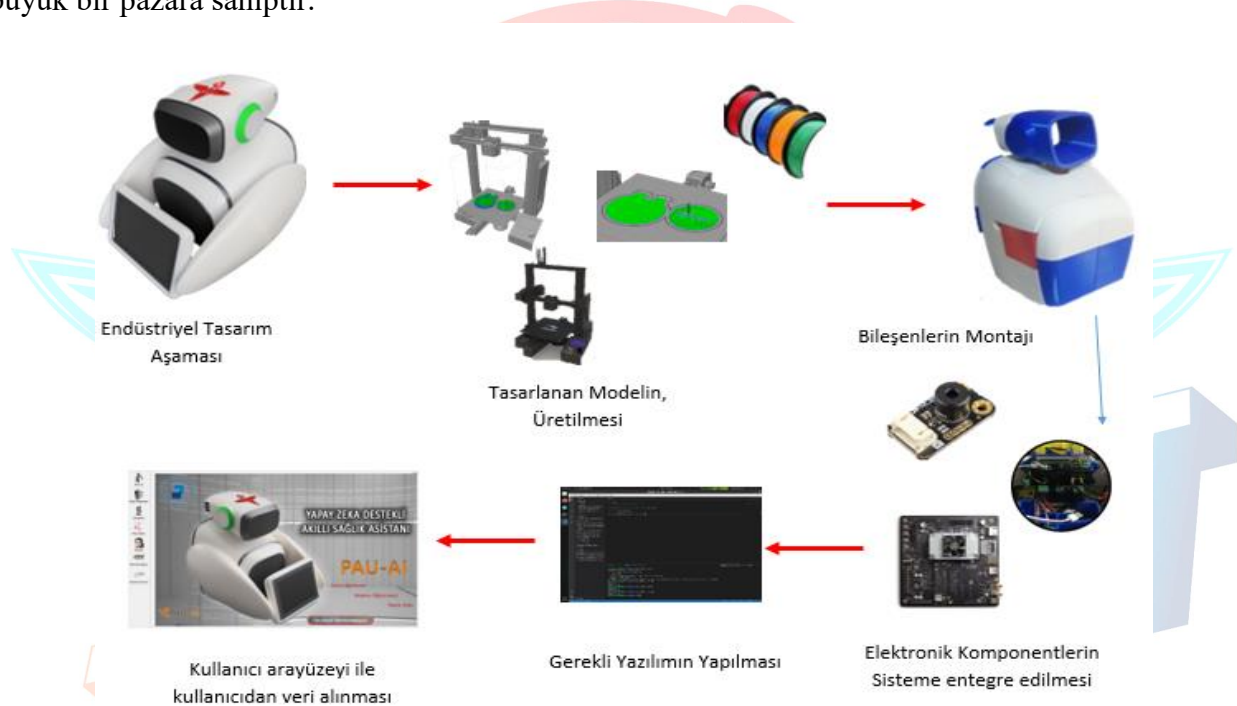 büyük bir pazara sahiptir.
Endüstriyel Tasarım
Aşaması
Tasarlanan Modelin,
Üretilmesi
Bileşenlerin Montajı
Elektronik Komponentlerin
Sisteme entegre edilmesi
Gerekli Yazılımın Yapılması
YAPAY ZEKA DESTEKLİ
AKILLI SAĞLIK ASİSTANI
PAU-AI
Kullanıcı arayüzeyi ile
kullanıcıdan veri alınması